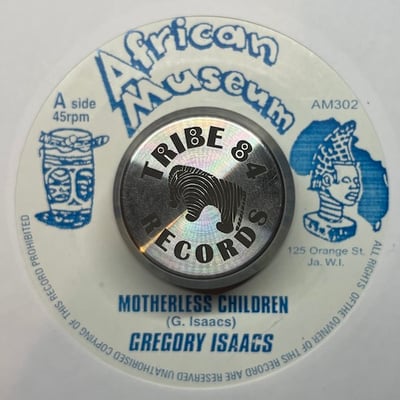 African
Museum
A side
45rpm
AM302
TRIBE 84
RECORDS
125 Orange St.
Ja. W.I.
MOTHERLESS CHILDREN
(G. Isaacs)
GREGORY ISAACS
ALL RIGHTS OF THE OWNER OF THIS RECORD ARE RESERVED UNAUTHORISED COPYING OF THIS RECORD PROHIBITED